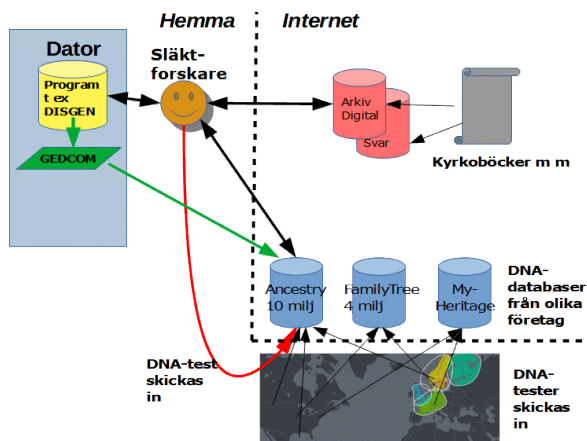 Hemma
Internet
Dator
Släkt-
forskare
Program
t ex
DISGEN
GEDCOM
Arkiv
Digital
Svar
Kyrkoböcker m m
Ancestry
10 milj
FamilyTree
4 milj
My-
Heritage
DNA-
databaser
från olika
företag
DNA-test
skickas
in
DNA-
tester
skickas
in